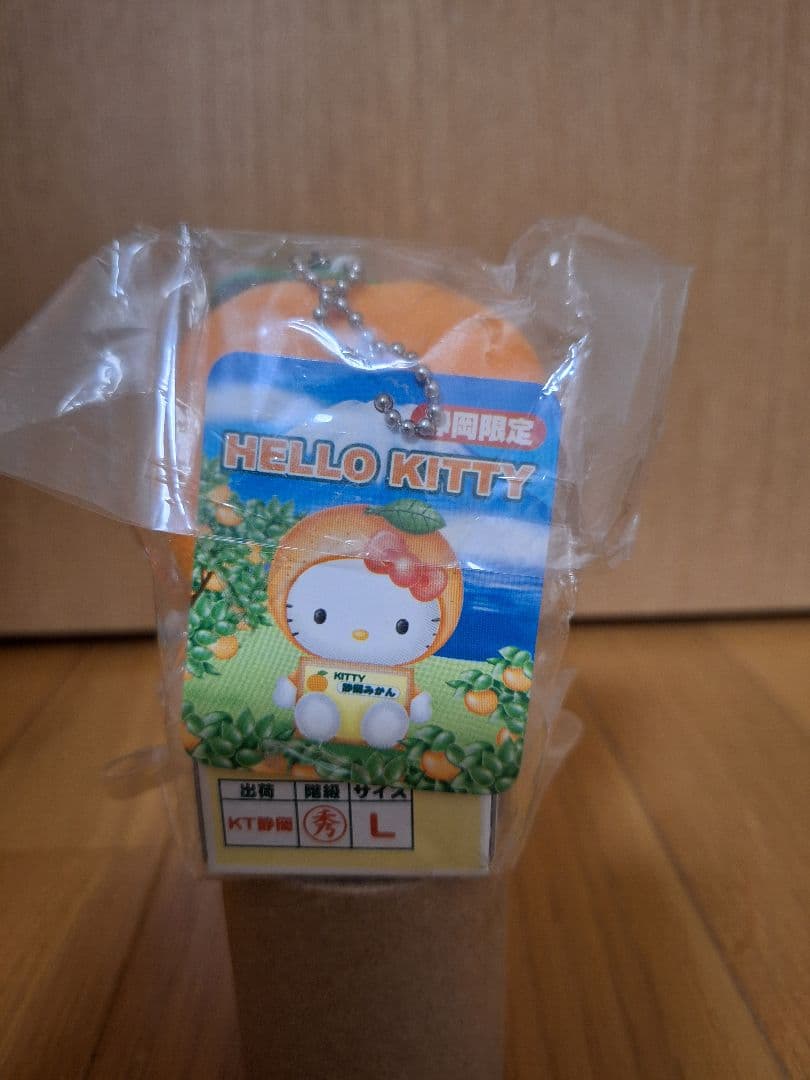 静岡限定
HELLO KITTY
KITTY
静岡みかん
出荷 階級 サイズ
KT静岡 秀 L